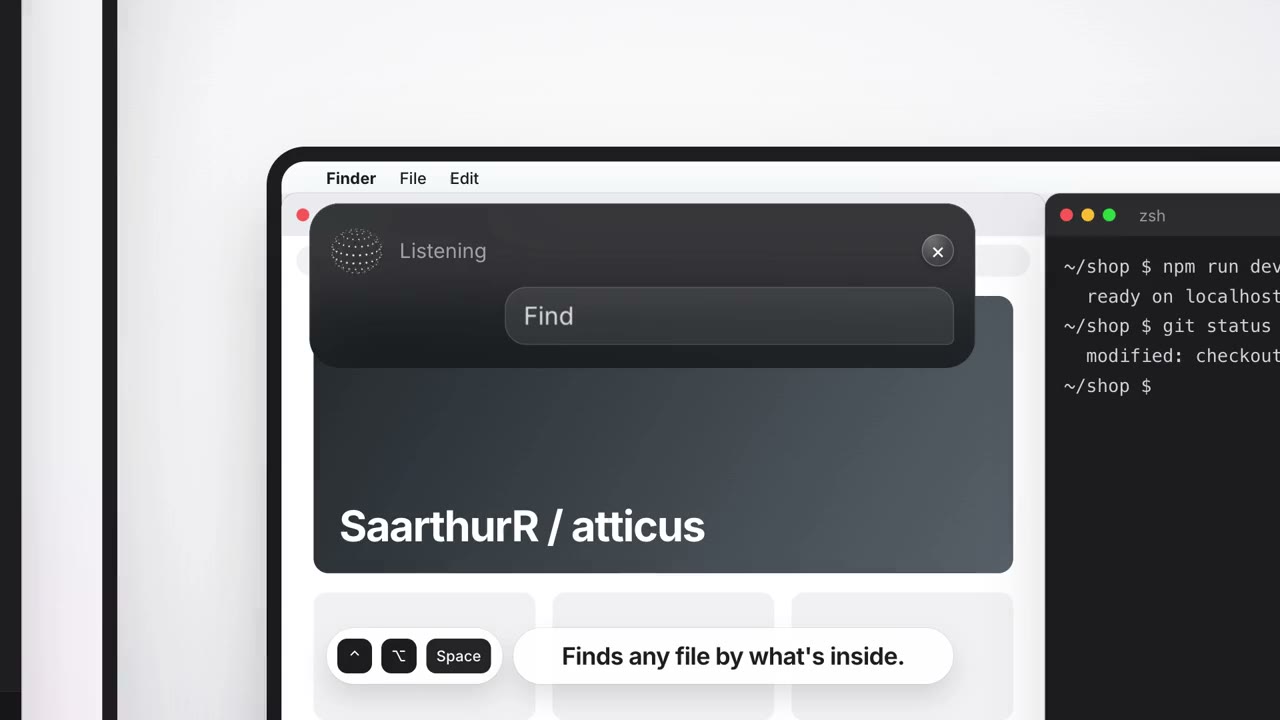 Finder File Edit
Listening
Find
SaarthurR / atticus
^ ⌥ Space
Finds any file by what's inside.
zsh
~/shop $ npm run dev
ready on localhost
~/shop $ git status
modified: checkout
~/shop $